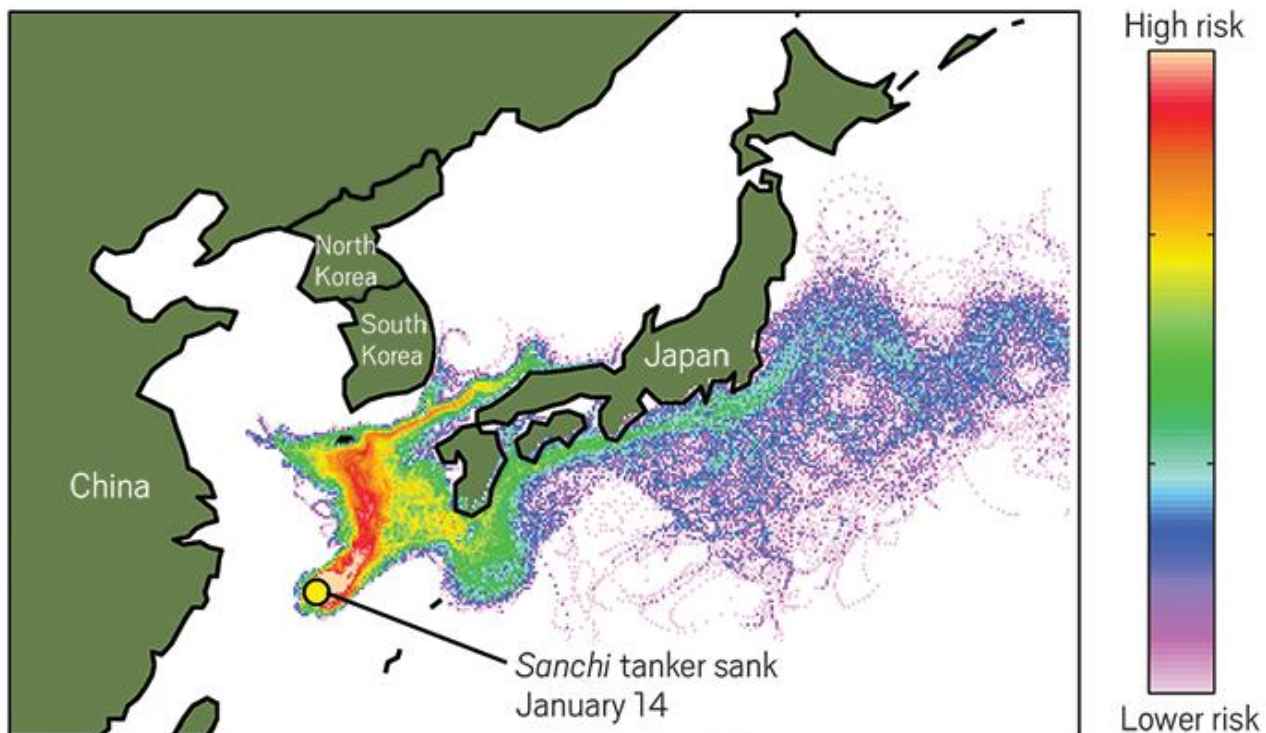 High risk
North
Korea
South
Korea
Japan
China
Sanchi tanker sank
January 14
Lower risk